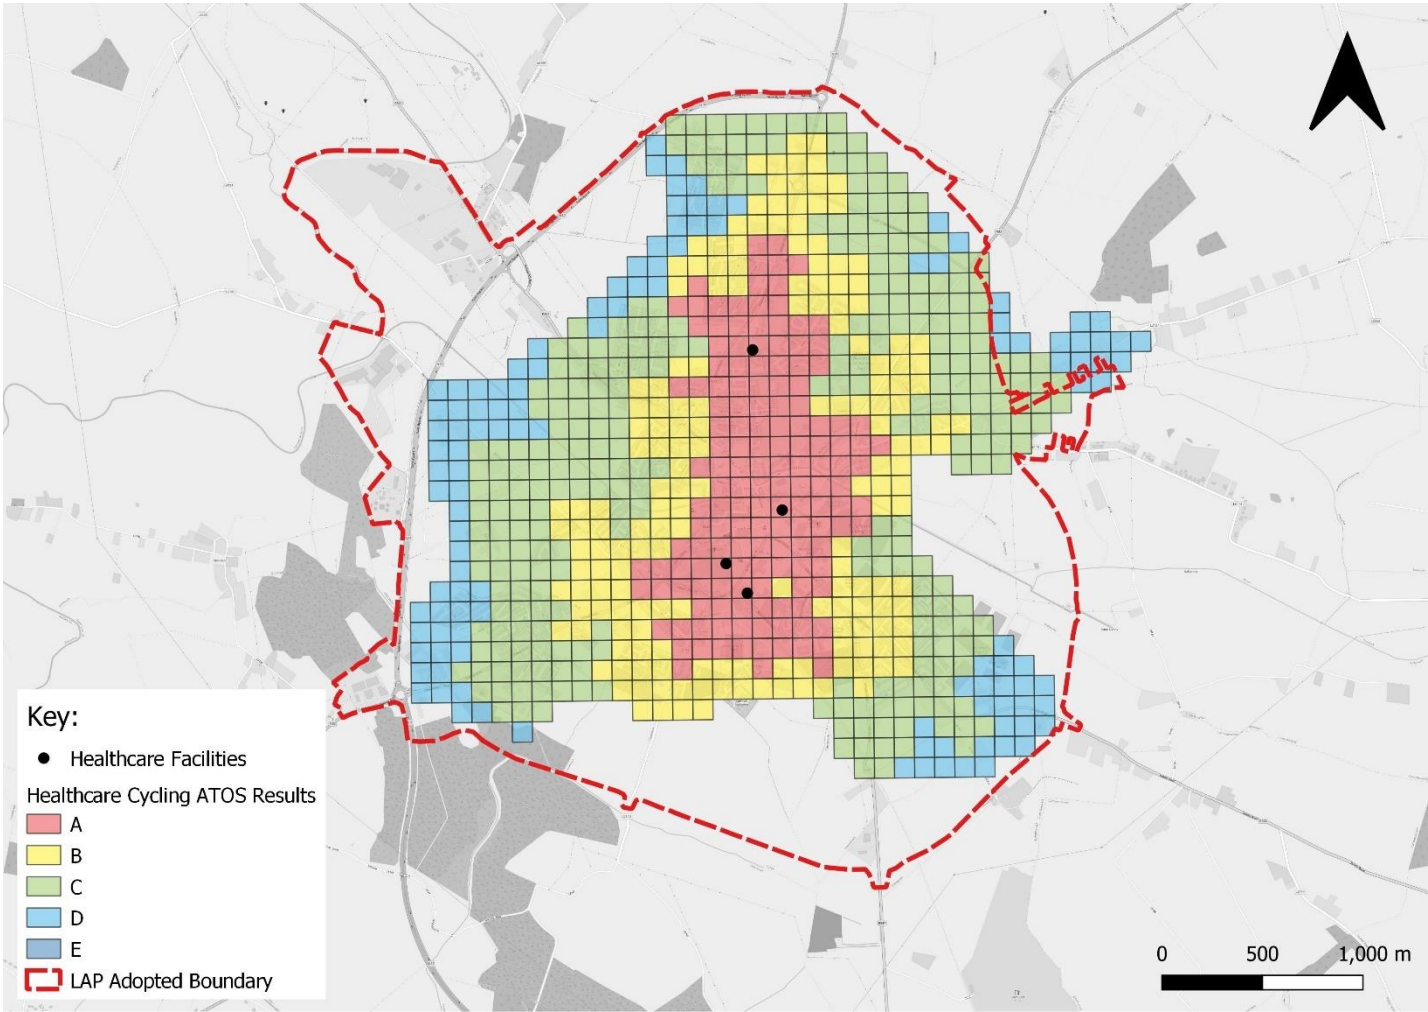 Key:
Healthcare Facilities
Healthcare Cycling ATOS Results
A
B
C
D
E
LAP Adopted Boundary
0 500 1,000 m